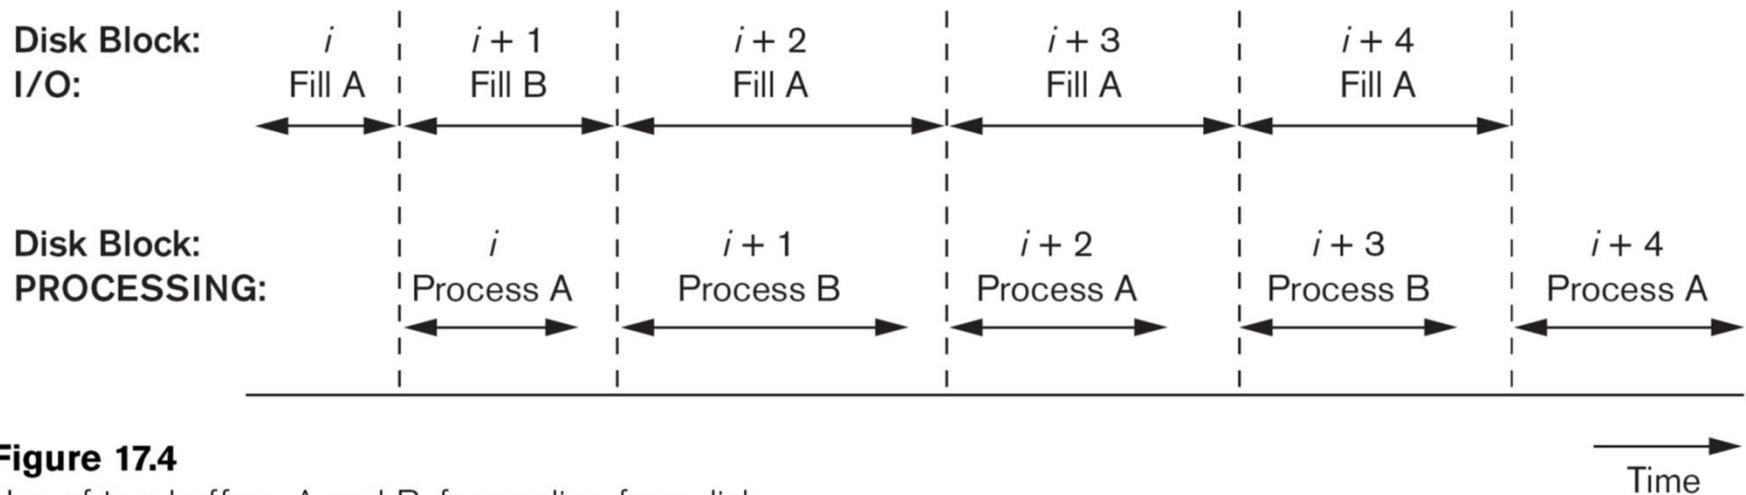 Disk Block: i i + 1 i + 2 i + 3 i + 4
I/O: Fill A Fill B Fill A Fill A Fill A
Disk Block: i i + 1 i + 2 i + 3 i + 4
PROCESSING: Process A Process B Process A Process B Process A
Figure 17.4
Time